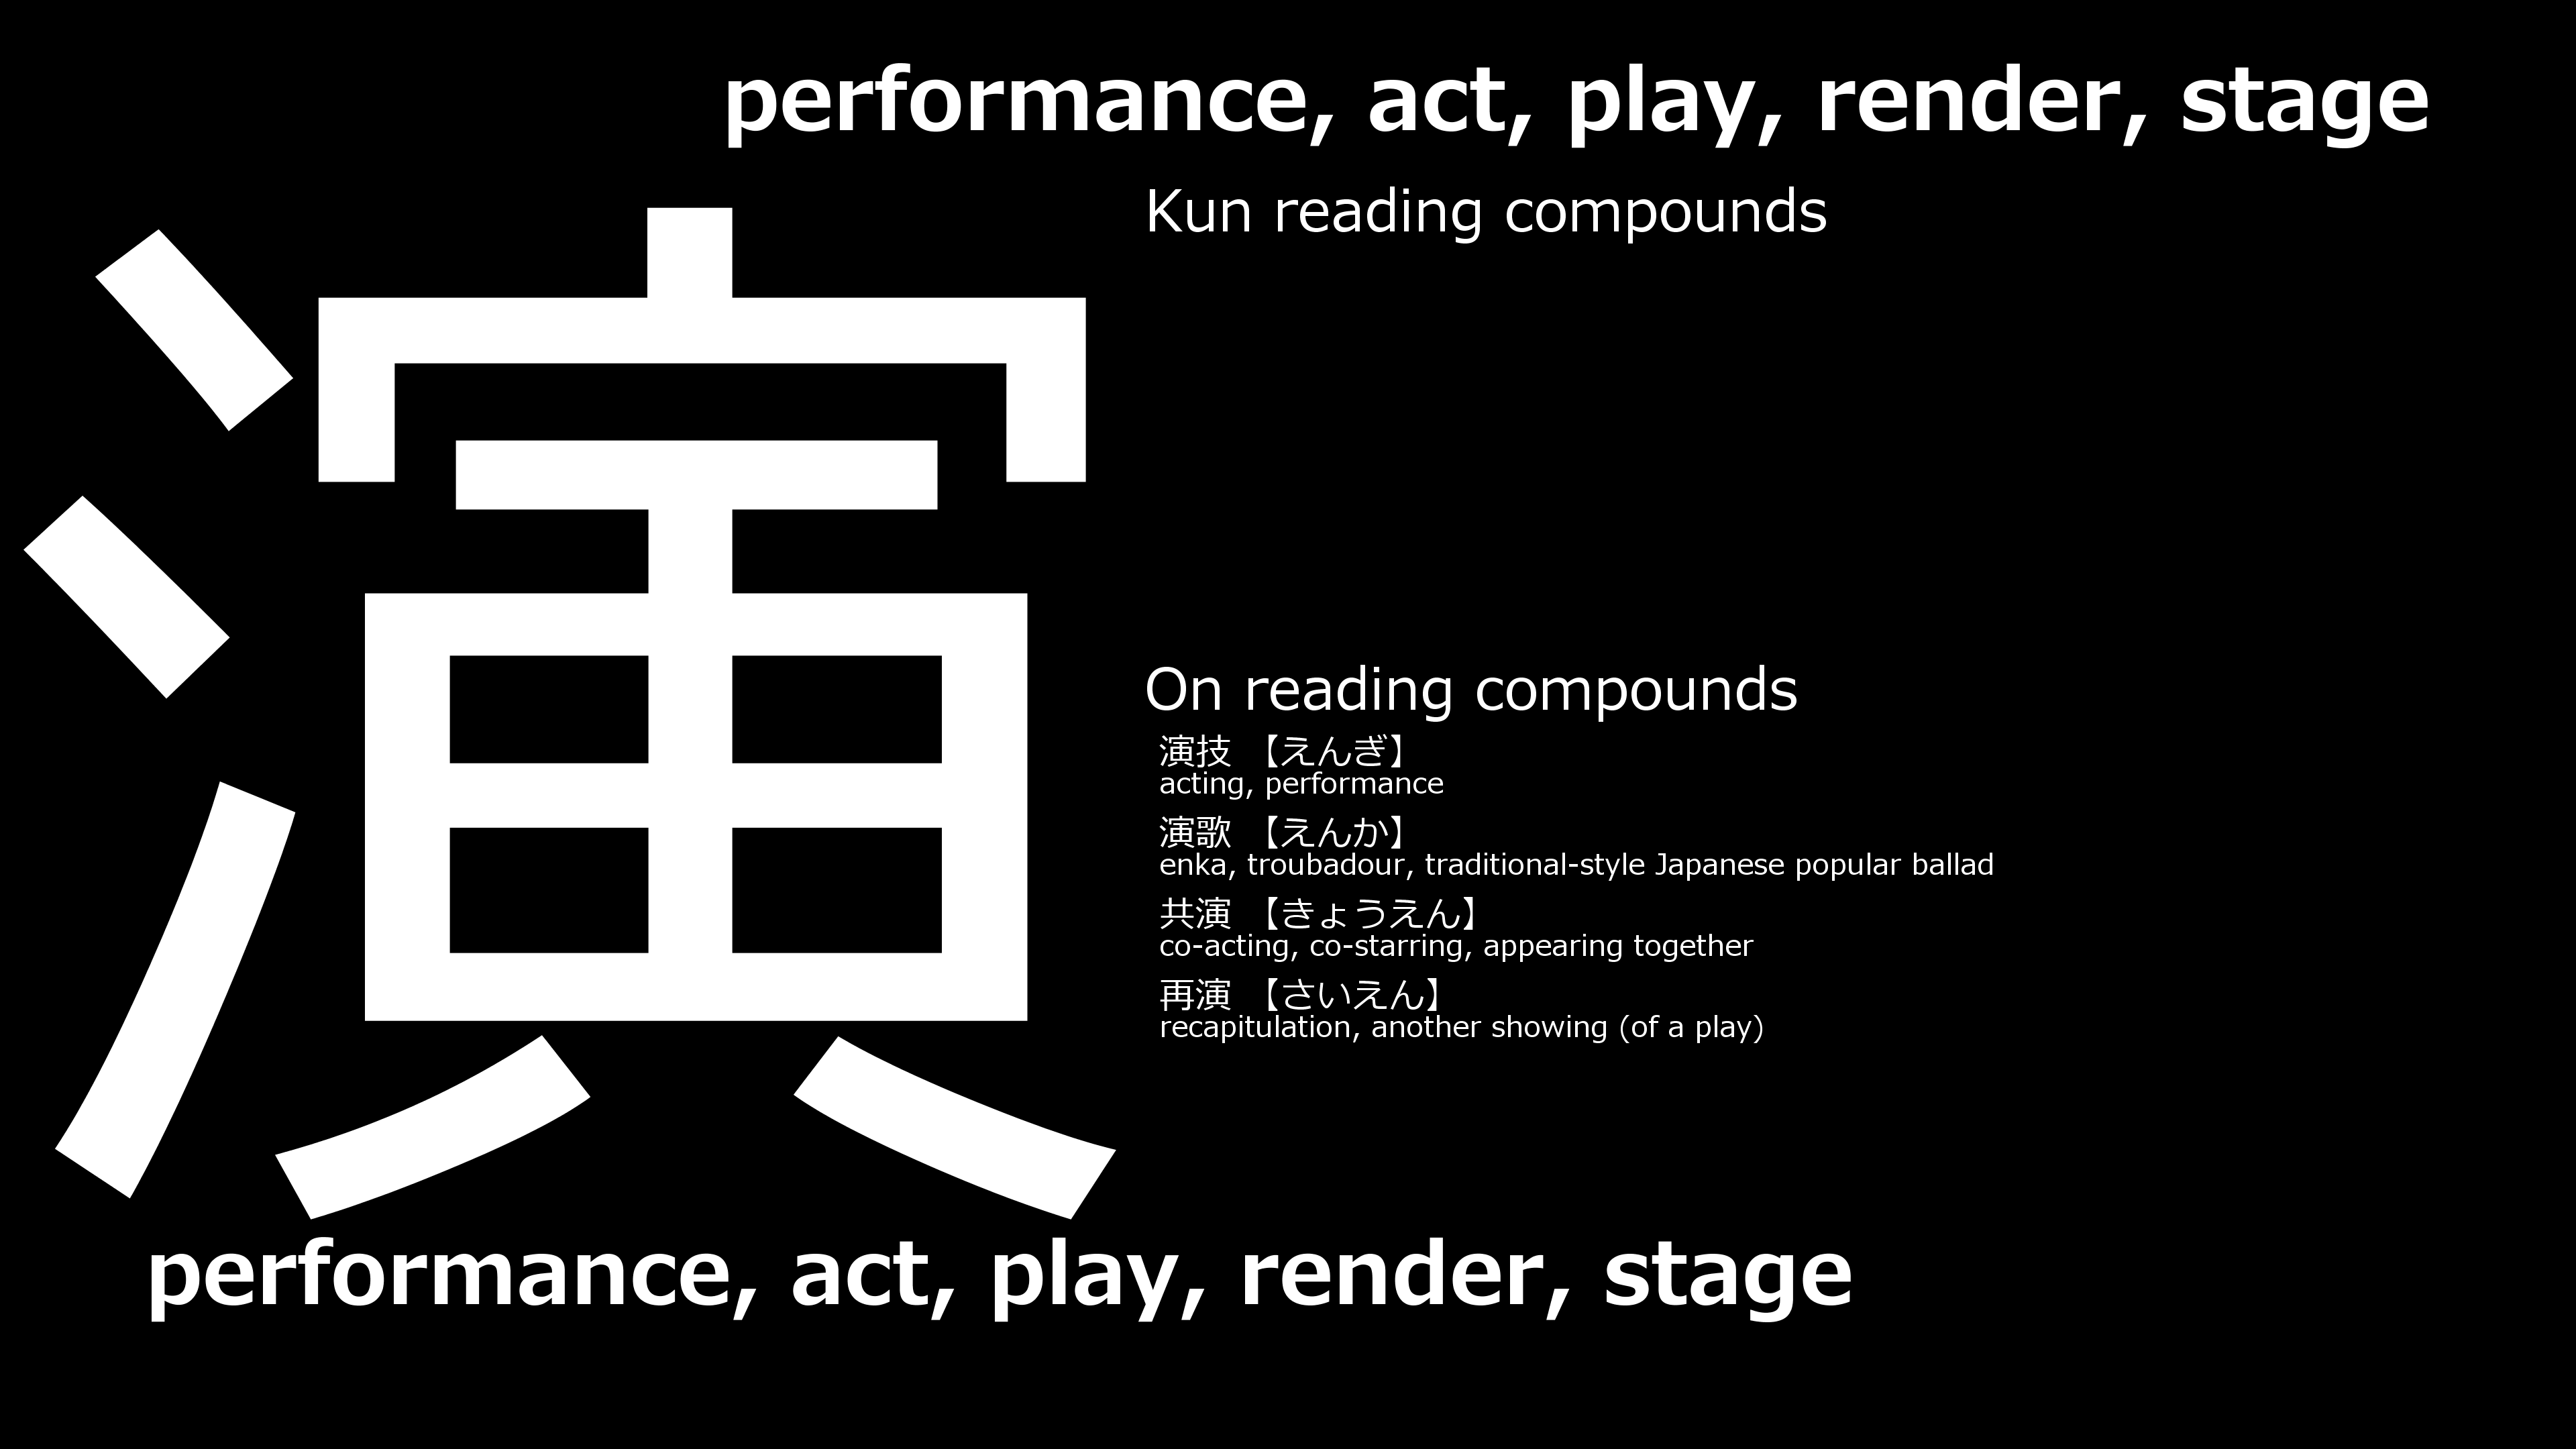 performance, act, play, render, stage
演
Kun reading compounds
On reading compounds
演技 【えんぎ】
acting, performance
演歌 【えんか】
enka, troubadour, traditional-style Japanese popular ballad
共演 【きょうえん】
co-acting, co-starring, appearing together
再演 【さいえん】
recapitulation, another showing (of a play)
performance, act, play, render, stage